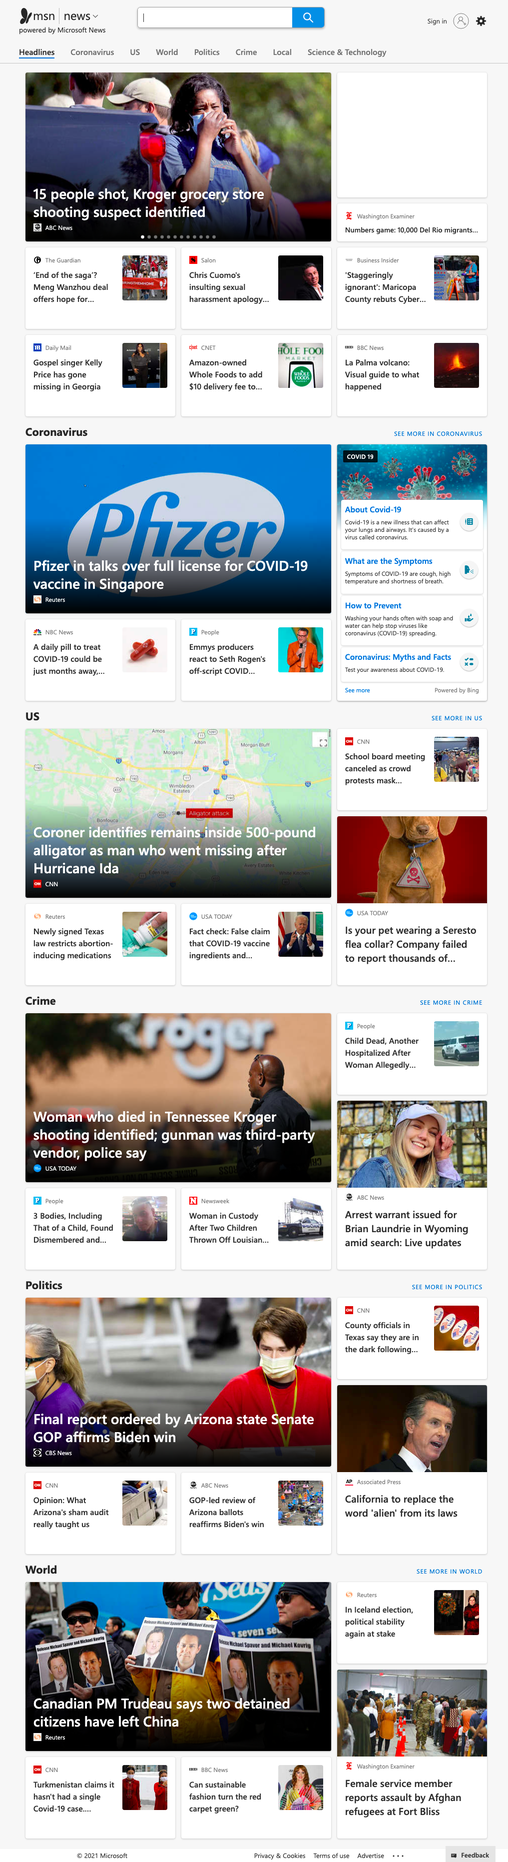 msn news
powered by Microsoft News
Sign in
Headlines Coronavirus US World Politics Crime Local Science & Technology
15 people shot, Kroger grocery store
shooting suspect identified
ABC News
Washington Examiner
Numbers game: 10,000 Del Rio migrants...
The Guardian
'End of the saga'?
Meng Wanzhou deal
offers hope for...
Salon
Chris Cuomo's
insulting sexual
harassment apology...
Business Insider
'Staggeringly
ignorant': Maricopa
County rebuts Cyber...
Daily Mail
Gospel singer Kelly
Price has gone
missing in Georgia
CNET
Amazon-owned
Whole Foods to add
$10 delivery fee to...
BBC News
La Palma volcano:
Visual guide to what
happened
Coronavirus
SEE MORE IN CORONAVIRUS
Pfizer
Pfizer in talks over full license for COVID-19
vaccine in Singapore
Reuters
COVID 19
About Covid-19
Covid-19 is a new illness that can affect
your lungs and airways. It's caused by a
virus called coronavirus.
What are the Symptoms
Symptoms of COVID-19 are cough, high
temperature and shortness of breath.
How to Prevent
Washing your hands often with soap and
water can help stop viruses like
coronavirus (COVID-19) spreading.
Coronavirus: Myths and Facts
Test your awareness about COVID-19.
See more
Powered by Bing
NBC News
A daily pill to treat
COVID-19 could be
just months away,...
People
Emmys producers
react to Seth Rogen's
off-script COVID...
US
SEE MORE IN US
Alligator attack
Coroner identifies remains inside 500-pound
alligator as man who went missing after
Hurricane Ida
CNN
CNN
School board meeting
canceled as crowd
protests mask...
USA TODAY
Is your pet wearing a Seresto
flea collar? Company failed
to report thousands of...
Reuters
Newly signed Texas
law restricts abortion-
inducing medications
USA TODAY
Fact check: False claim
that COVID-19 vaccine
ingredients and...
Crime
SEE MORE IN CRIME
Kroger
Woman who died in Tennessee Kroger
shooting identified; gunman was third-party
vendor, police say
USA TODAY
People
Child Dead, Another
Hospitalized After
Woman Allegedly...
ABC News
Arrest warrant issued for
Brian Laundrie in Wyoming
amid search: Live updates
People
3 Bodies, Including
That of a Child, Found
Dismembered and...
Newsweek
Woman in Custody
After Two Children
Thrown Off Louisian...
Politics
SEE MORE IN POLITICS
Final report ordered by Arizona state Senate
GOP affirms Biden win
CBS News
CNN
County officials in
Texas say they are in
the dark following...
Associated Press
California to replace the
word 'alien' from its laws
CNN
Opinion: What
Arizona's sham audit
really taught us
ABC News
GOP-led review of
Arizona ballots
reaffirms Biden's win
World
SEE MORE IN WORLD
Canadian PM Trudeau says two detained
citizens have left China
Reuters
Reuters
In Iceland election,
political stability
again at stake
Washington Examiner
Female service member
reports assault by Afghan
refugees at Fort Bliss
CNN
Turkmenistan claims it
hasn't had a single
Covid-19 case....
BBC News
Can sustainable
fashion turn the red
carpet green?
© 2021 Microsoft
Privacy & Cookies Terms of use Advertise
Feedback